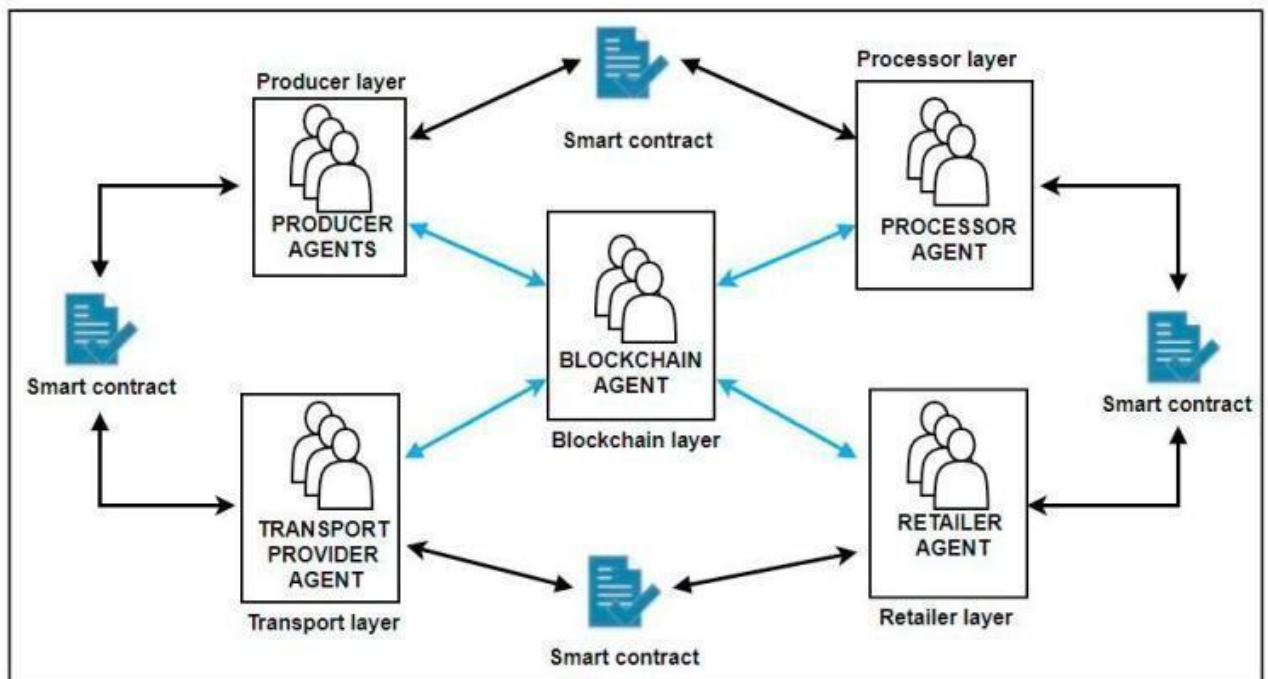 Producer layer
Processor layer
Smart contract
PRODUCER
AGENTS
PROCESSOR
AGENT
BLOCKCHAIN
AGENT
Blockchain layer
Smart contract
Smart contract
TRANSPORT
PROVIDER
AGENT
Transport layer
RETAILER
AGENT
Retailer layer
Smart contract